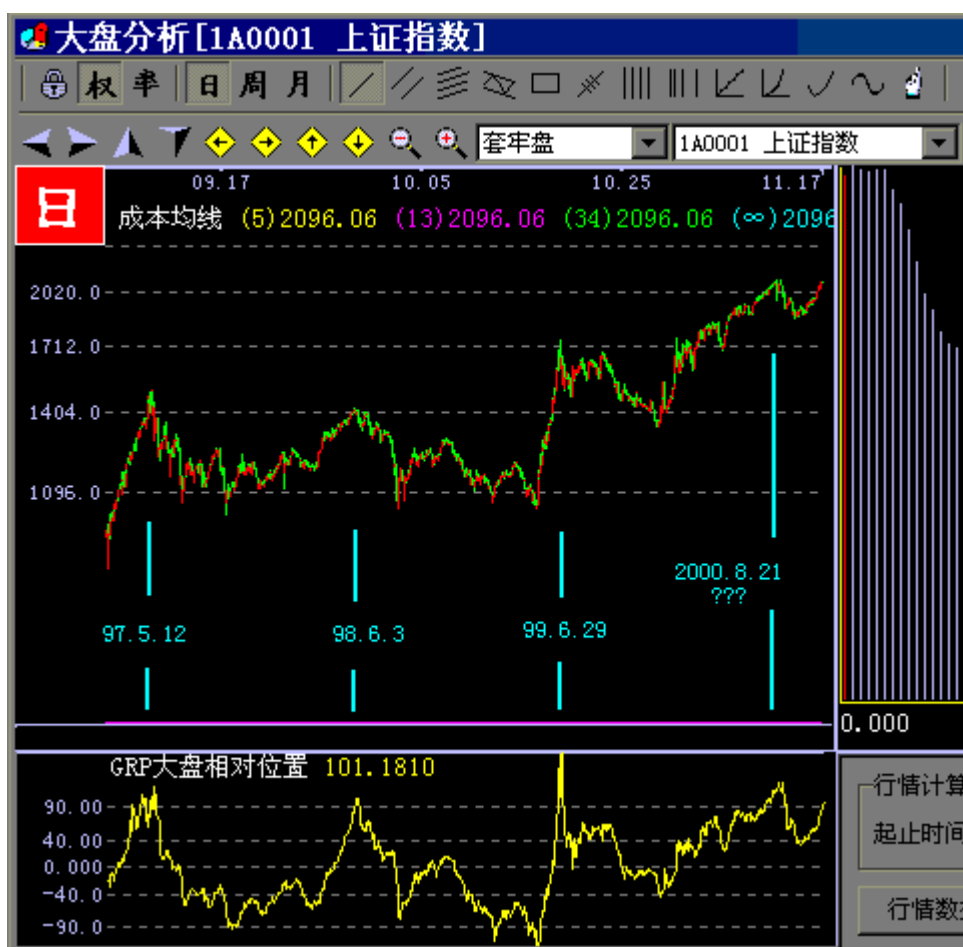 大盘分析[1A0001 上证指数]
权 率 日 周 月
套牢盘 1A0001 上证指数
日
09.17 10.05 10.25 11.17
成本均线 (5)2096.06 (13)2096.06 (34)2096.06 (∞)2096
2020.0
1712.0
1404.0
1096.0
2000.8.21
???
97.5.12 98.6.3 99.6.29
0.000
GRP大盘相对位置 101.1810
90.00
40.00
0.000
-40.0
-90.0
行情计算
起止时间
行情数